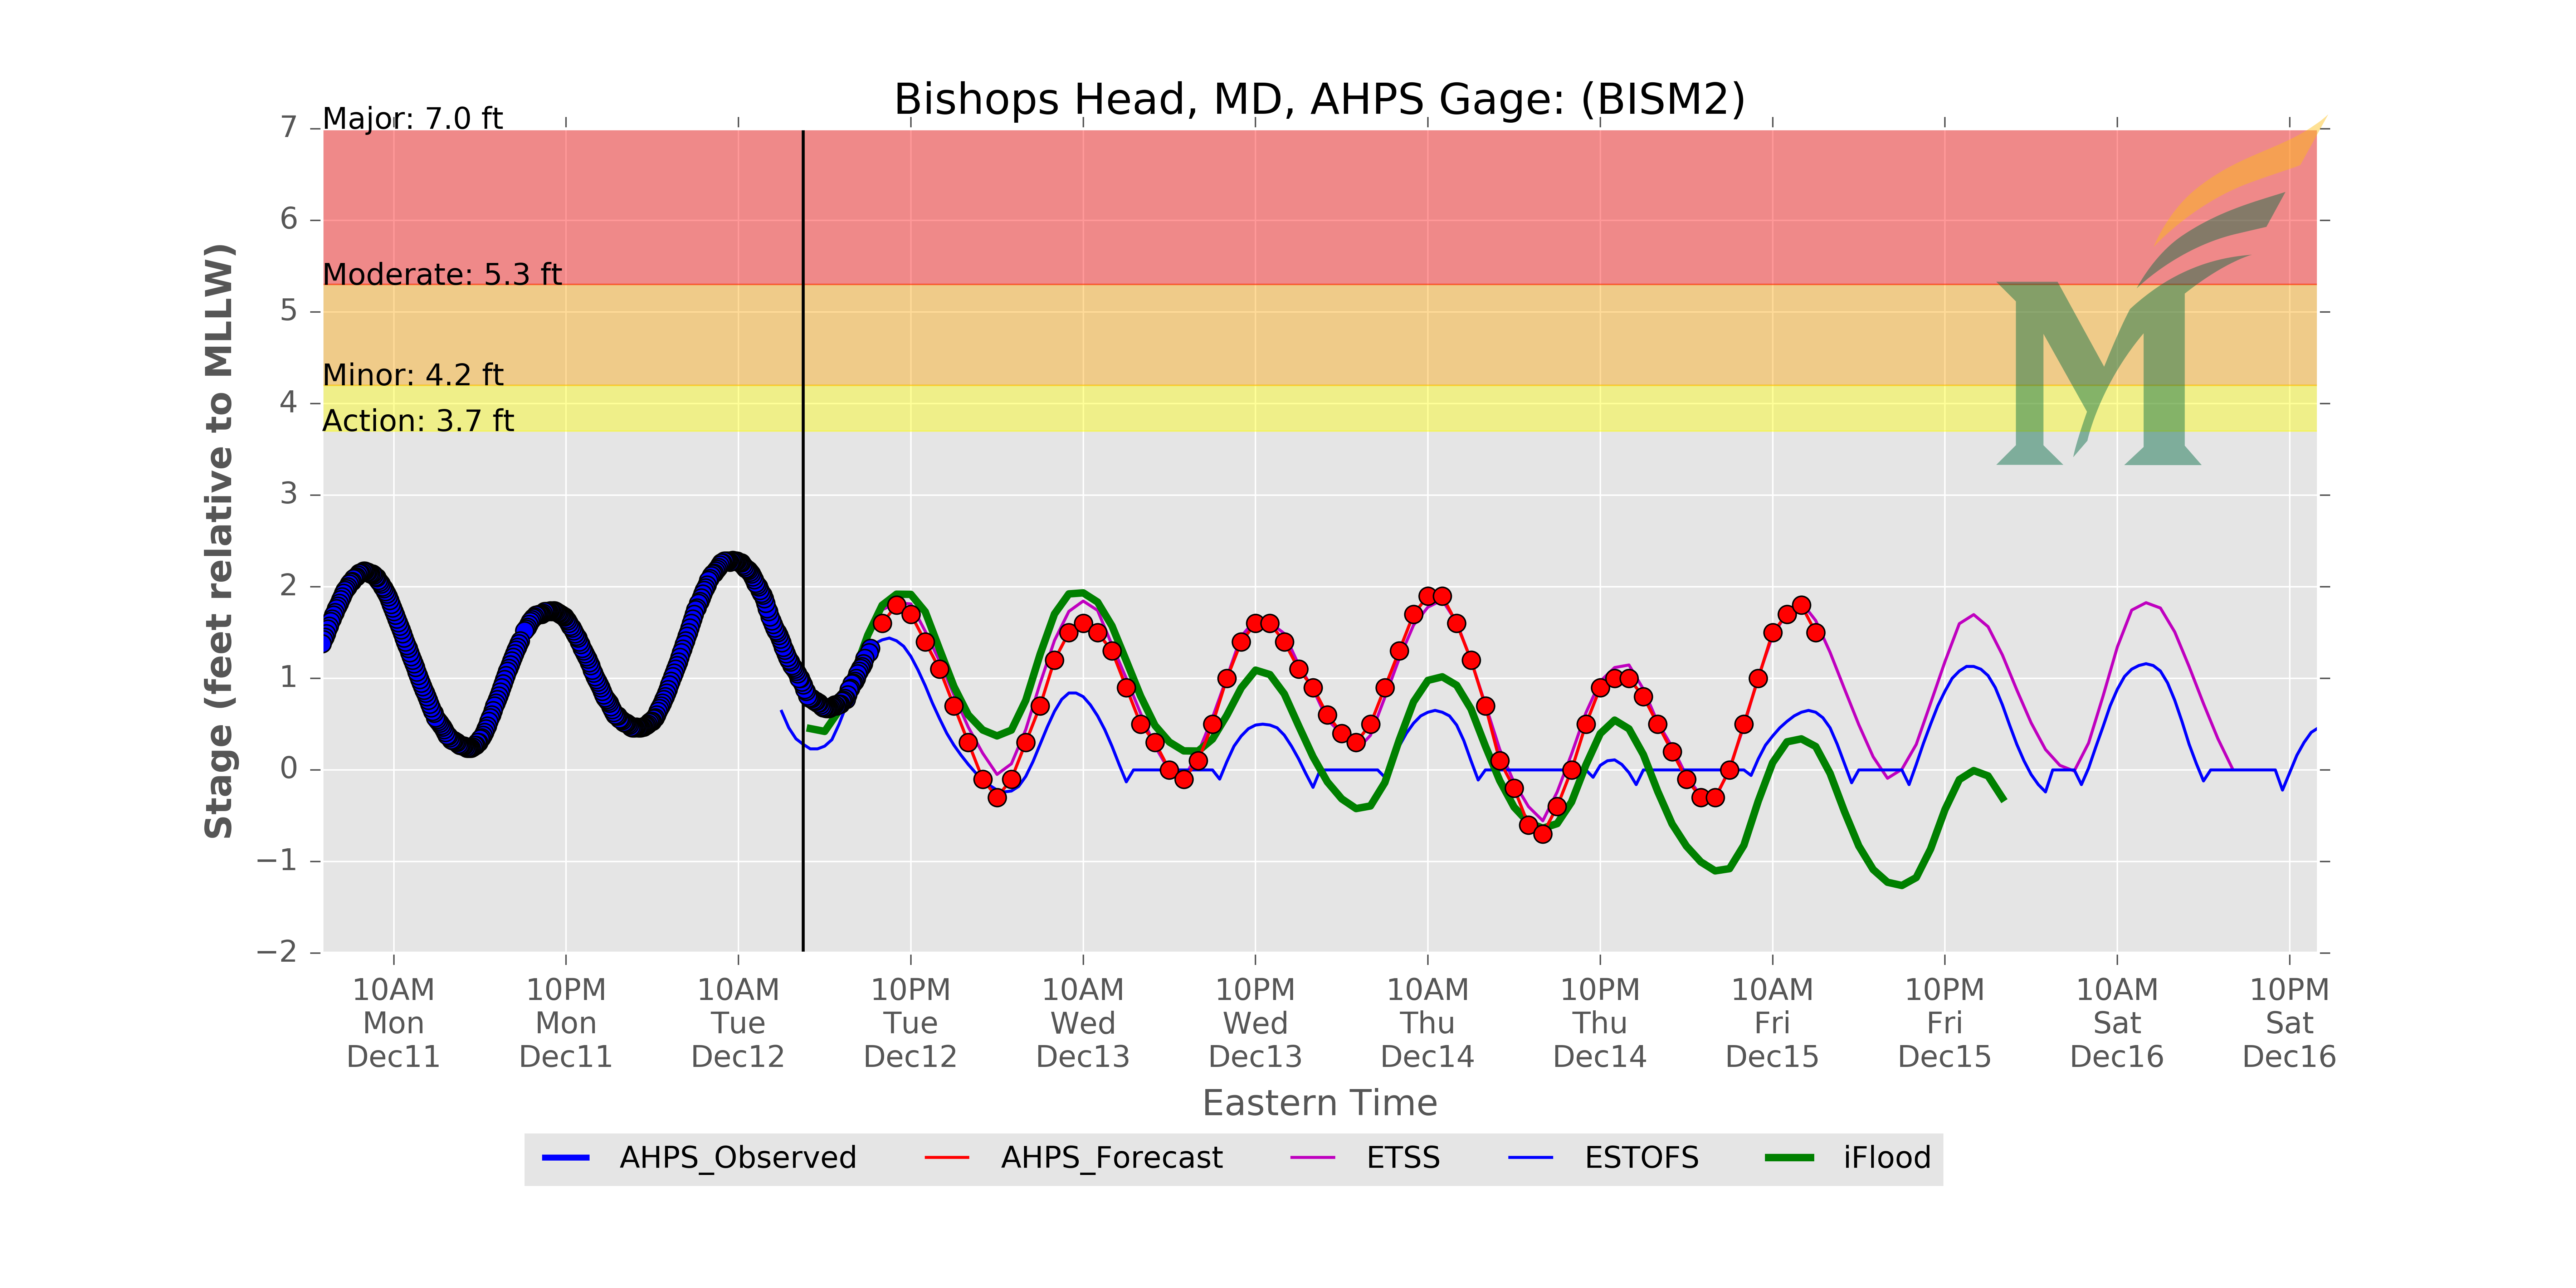 Bishops Head, MD, AHPS Gage: (BISM2)
Major: 7.0 ft
Moderate: 5.3 ft
Minor: 4.2 ft
Action: 3.7 ft
Stage (feet relative to MLLW)
7
6
5
4
3
2
1
0
−1
−2
10AM 10PM 10AM 10PM 10AM 10PM 10AM 10PM 10AM 10PM 10AM 10PM
Mon Mon Tue Tue Wed Wed Thu Thu Fri Fri Sat Sat
Dec11 Dec11 Dec12 Dec12 Dec13 Dec13 Dec14 Dec14 Dec15 Dec15 Dec16 Dec16
Eastern Time
AHPS_Observed AHPS_Forecast ETSS ESTOFS iFlood
M